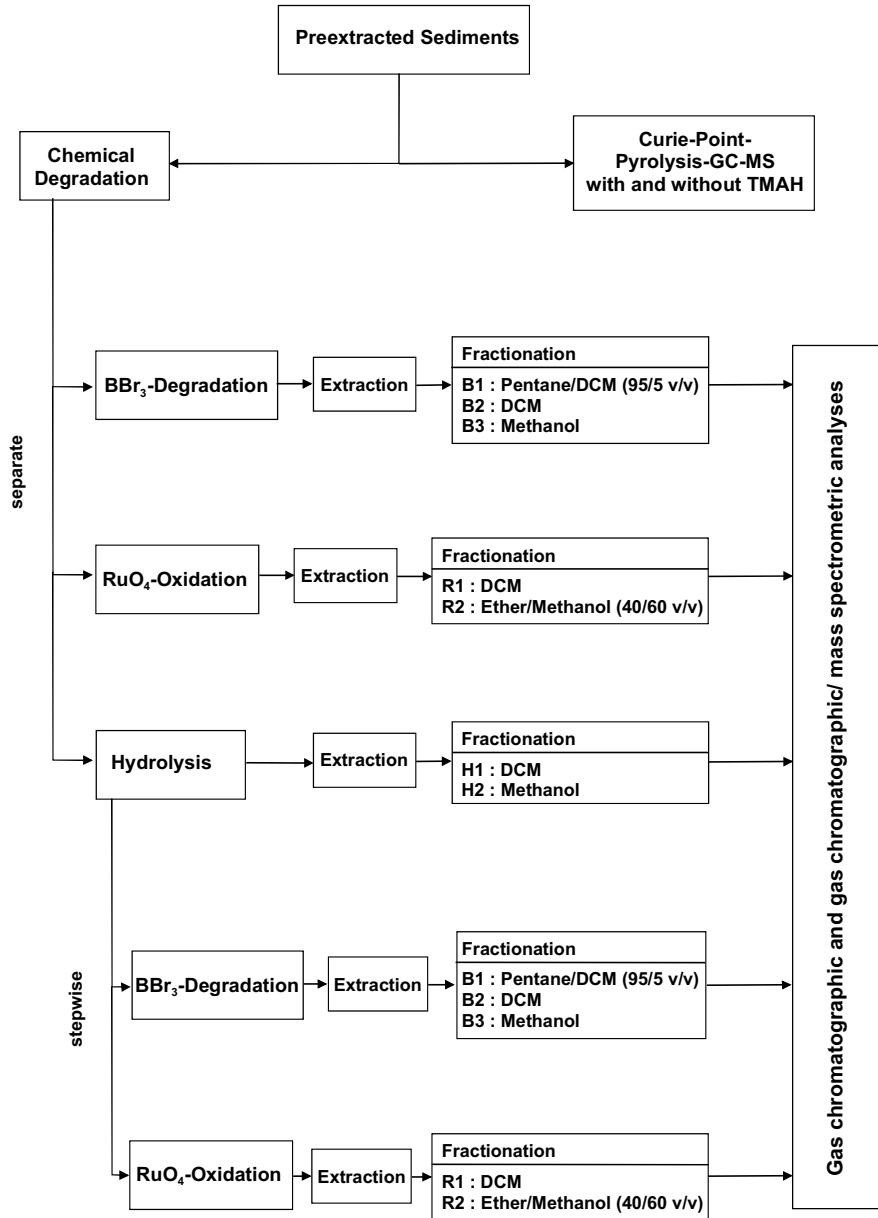 Preextracted Sediments
Chemical
Degradation
Curie-Point-
Pyrolysis-GC-MS
with and without TMAH
separate
BBr₃-Degradation
Extraction
Fractionation
B1 : Pentane/DCM (95/5 v/v)
B2 : DCM
B3 : Methanol
RuO₄-Oxidation
Extraction
Fractionation
R1 : DCM
R2 : Ether/Methanol (40/60 v/v)
Hydrolysis
Extraction
Fractionation
H1 : DCM
H2 : Methanol
stepwise
BBr₃-Degradation
Extraction
Fractionation
B1 : Pentane/DCM (95/5 v/v)
B2 : DCM
B3 : Methanol
RuO₄-Oxidation
Extraction
Fractionation
R1 : DCM
R2 : Ether/Methanol (40/60 v/v)
Gas chromatographic and gas chromatographic/ mass spectrometric analyses